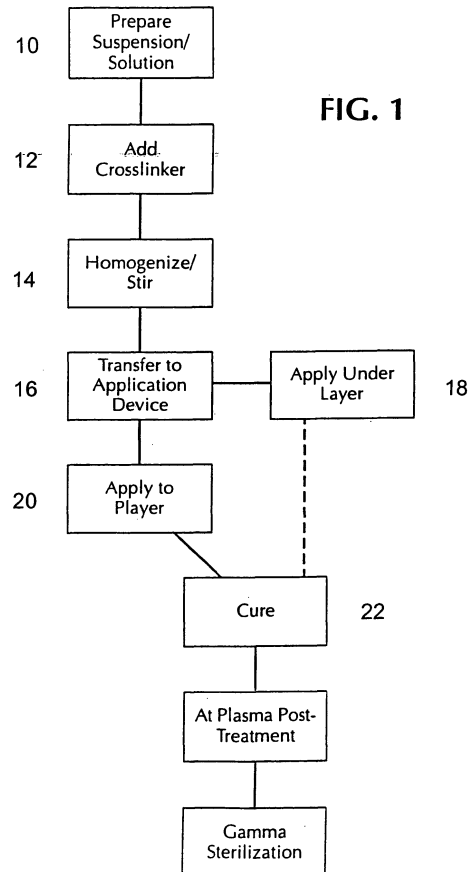 FIG. 1
10
Prepare
Suspension/
Solution
12
Add
Crosslinker
14
Homogenize/
Stir
16
Transfer to
Application
Device
Apply Under
Layer
18
20
Apply to
Player
Cure
22
At Plasma Post-
Treatment
Gamma
Sterilization